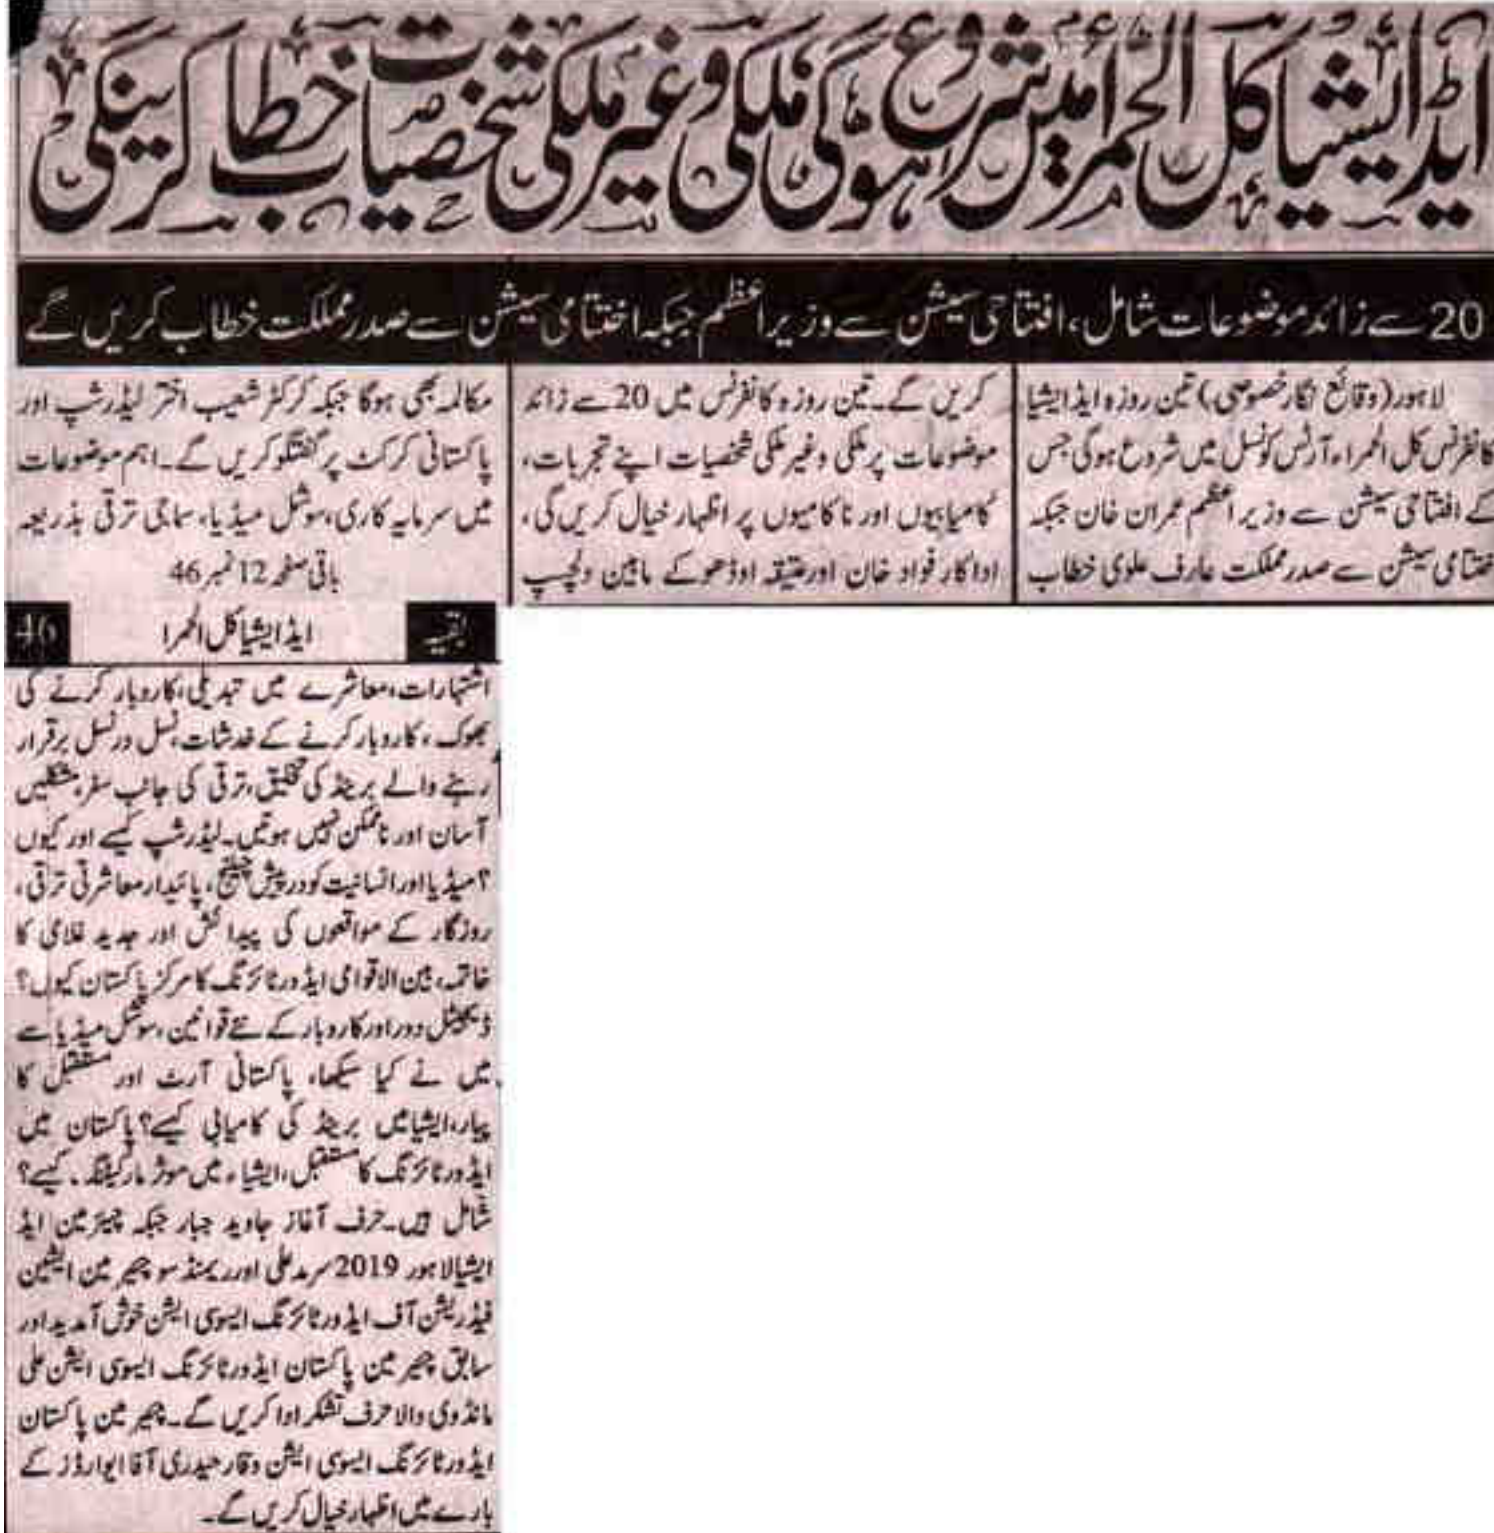 ایڈ ایشیا کل الحمرا میں شروع ہوگی، ملکی و غیر ملکی شخصیات خطاب کرینگی
20 سے زائد موضوعات شامل، افتتاحی سیشن سے وزیراعظم جبکہ اختتامی سیشن سے صدر مملکت خطاب کریں گے
لاہور(وقائع نگار خصوصی) تین روزہ ایڈ ایشیا
کانفرنس کل الحمراء آرٹس کونسل میں شروع ہوگی جس
کے افتتاحی سیشن سے وزیراعظم عمران خان جبکہ
ختتامی سیشن سے صدر مملکت عارف علوی خطاب
کریں گے۔ تین روزہ کانفرنس میں 20 سے زائد
موضوعات پر ملکی وغیر ملکی شخصیات اپنے تجربات،
کامیابیوں اور ناکامیوں پر اظہار خیال کریں گی،
اداکار فواد خان اور عتیقہ اوڈھو کے مابین دلچسپ
مکالمہ بھی ہوگا جبکہ کرکٹر شعیب اختر لیڈرشپ اور
پاکستانی کرکٹ پر گفتگو کریں گے۔اہم موضوعات
میں سرمایہ کاری،سوشل میڈیا، سماجی ترقی بذریعہ
باقی صفحہ 12 نمبر 46
بقیہ ایڈ ایشیا کل الحمرا 46
اشتہارات،معاشرے میں تبدیلی،کاروبار کرنے کی
بھوک ،کاروبار کرنے کے خدشات،نسل در نسل برقرار
رہنے والے برینڈ کی تخلیق،ترقی کی جانب سفر،مشکلیں
آسان اور ناممکن نہیں ہوتیں۔لیڈرشپ کیسے اور کیوں
؟میڈیا اور انسانیت کو درپیش چیلنج، پائیدار معاشرتی ترقی،
روزگار کے مواقعوں کی پیدائش اور جدید غلامی کا
خاتمہ،بین الاقوامی ایڈورٹائزنگ کا مرکز پاکستان کیوں؟
ڈیجیٹل دور اور کاروبار کے نئے قوانین ،سوشل میڈیا سے
میں نے کیا سیکھا، پاکستانی آرٹ اور مستقبل کا
پیار،ایشیا میں برینڈ کی کامیابی کیسے؟پاکستان میں
ایڈورٹائزنگ کا مستقبل،ایشیاء میں موثر مارکیٹنگ ۔کیسے؟
شامل ہیں۔حرف آغاز جاوید جبار جبکہ چیئرمین ایڈ
ایشیا لاہور 2019 سرمد علی اور ریمنڈ سو چیرمین ایشین
فیڈریشن آف ایڈورٹائزنگ ایسوی ایشن خوش آمدید اور
سابق چیرمین پاکستان ایڈورٹائزنگ ایسوی ایشن علی
مانڈوی والا حرف تشکر ادا کریں گے۔ چیرمین پاکستان
ایڈورٹائزنگ ایسوی ایشن وقار حیدری آفا ایوارڈز کے
بارے میں اظہار خیال کریں گے۔